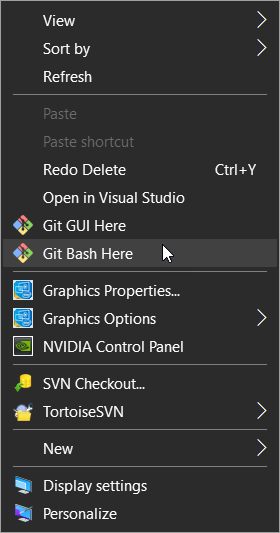 View
Sort by
Refresh
Paste
Paste shortcut
Redo Delete Ctrl+Y
Open in Visual Studio
Git GUI Here
Git Bash Here
Graphics Properties...
Graphics Options
NVIDIA Control Panel
SVN Checkout...
TortoiseSVN
New
Display settings
Personalize